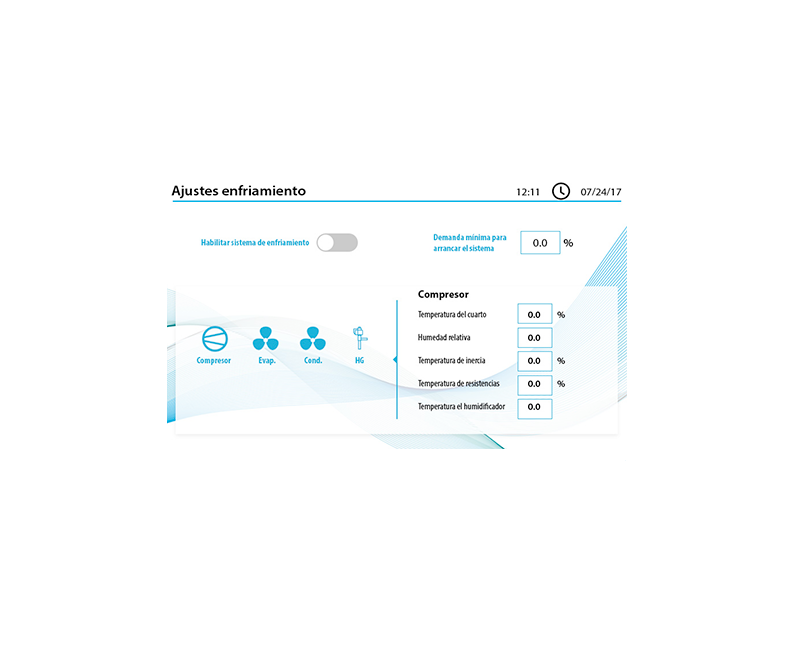 Ajustes enfriamiento
12:11
07/24/17
Habilitar sistema de enfriamiento
Demanda mínima para
arrancar el sistema
0.0 %
Compresor
Evap.
Cond.
HG
Compresor
Temperatura del cuarto 0.0 %
Humedad relativa 0.0
Temperatura de inercia 0.0 %
Temperatura de resistencias 0.0 %
Temperatura el humidificador 0.0